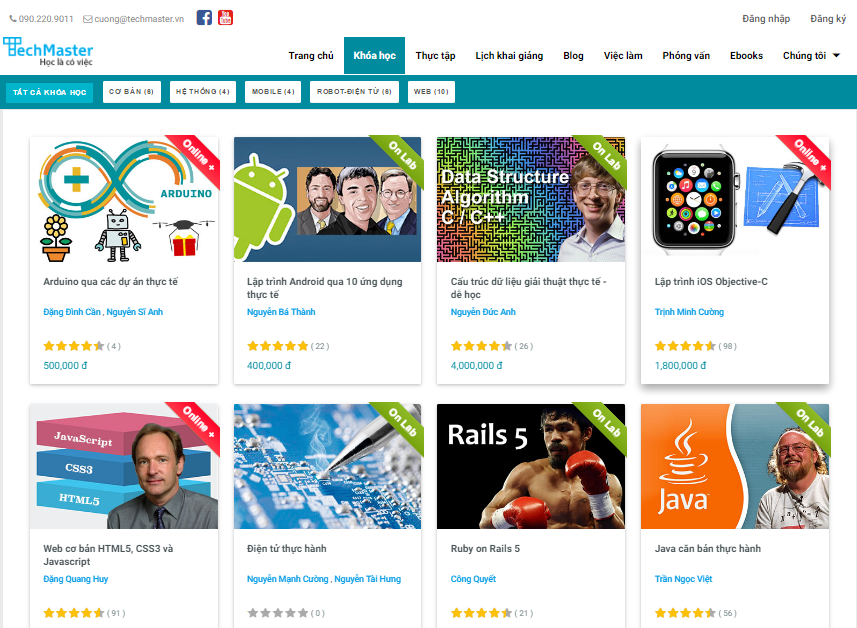 090.220.9011 cuong@techmaster.vn Đăng nhập Đăng ký
TechMaster
Học là có việc
Trang chủ Khóa học Thực tập Lịch khai giảng Blog Việc làm Phỏng vấn Ebooks Chúng tôi
TẤT CẢ KHÓA HỌC CƠ BẢN (8) HỆ THỐNG (4) MOBILE (4) ROBOT-ĐIỆN TỬ (8) WEB (10)
Online + On Lab On Lab Online +
ARDUINO
Data Structure
Algorithm
C / C++
Arduino qua các dự án thực tế
Đặng Đình Cần , Nguyễn Sĩ Anh
( 4 )
500,000 đ
Lập trình Android qua 10 ứng dụng
thực tế
Nguyễn Bá Thành
( 22 )
400,000 đ
Cấu trúc dữ liệu giải thuật thực tế -
dễ học
Nguyễn Đức Anh
( 26 )
4,000,000 đ
Lập trình iOS Objective-C
Trịnh Minh Cường
( 98 )
1,800,000 đ
Online + On Lab On Lab On Lab
JavaScript
CSS3
HTML5
Rails 5
Java
Web cơ bản HTML5, CSS3 và
Javascript
Đặng Quang Huy
( 91 )
Điện tử thực hành
Nguyễn Mạnh Cường , Nguyễn Tài Hưng
( 0 )
Ruby on Rails 5
Công Quyết
( 21 )
Java căn bản thực hành
Trần Ngọc Việt
( 56 )